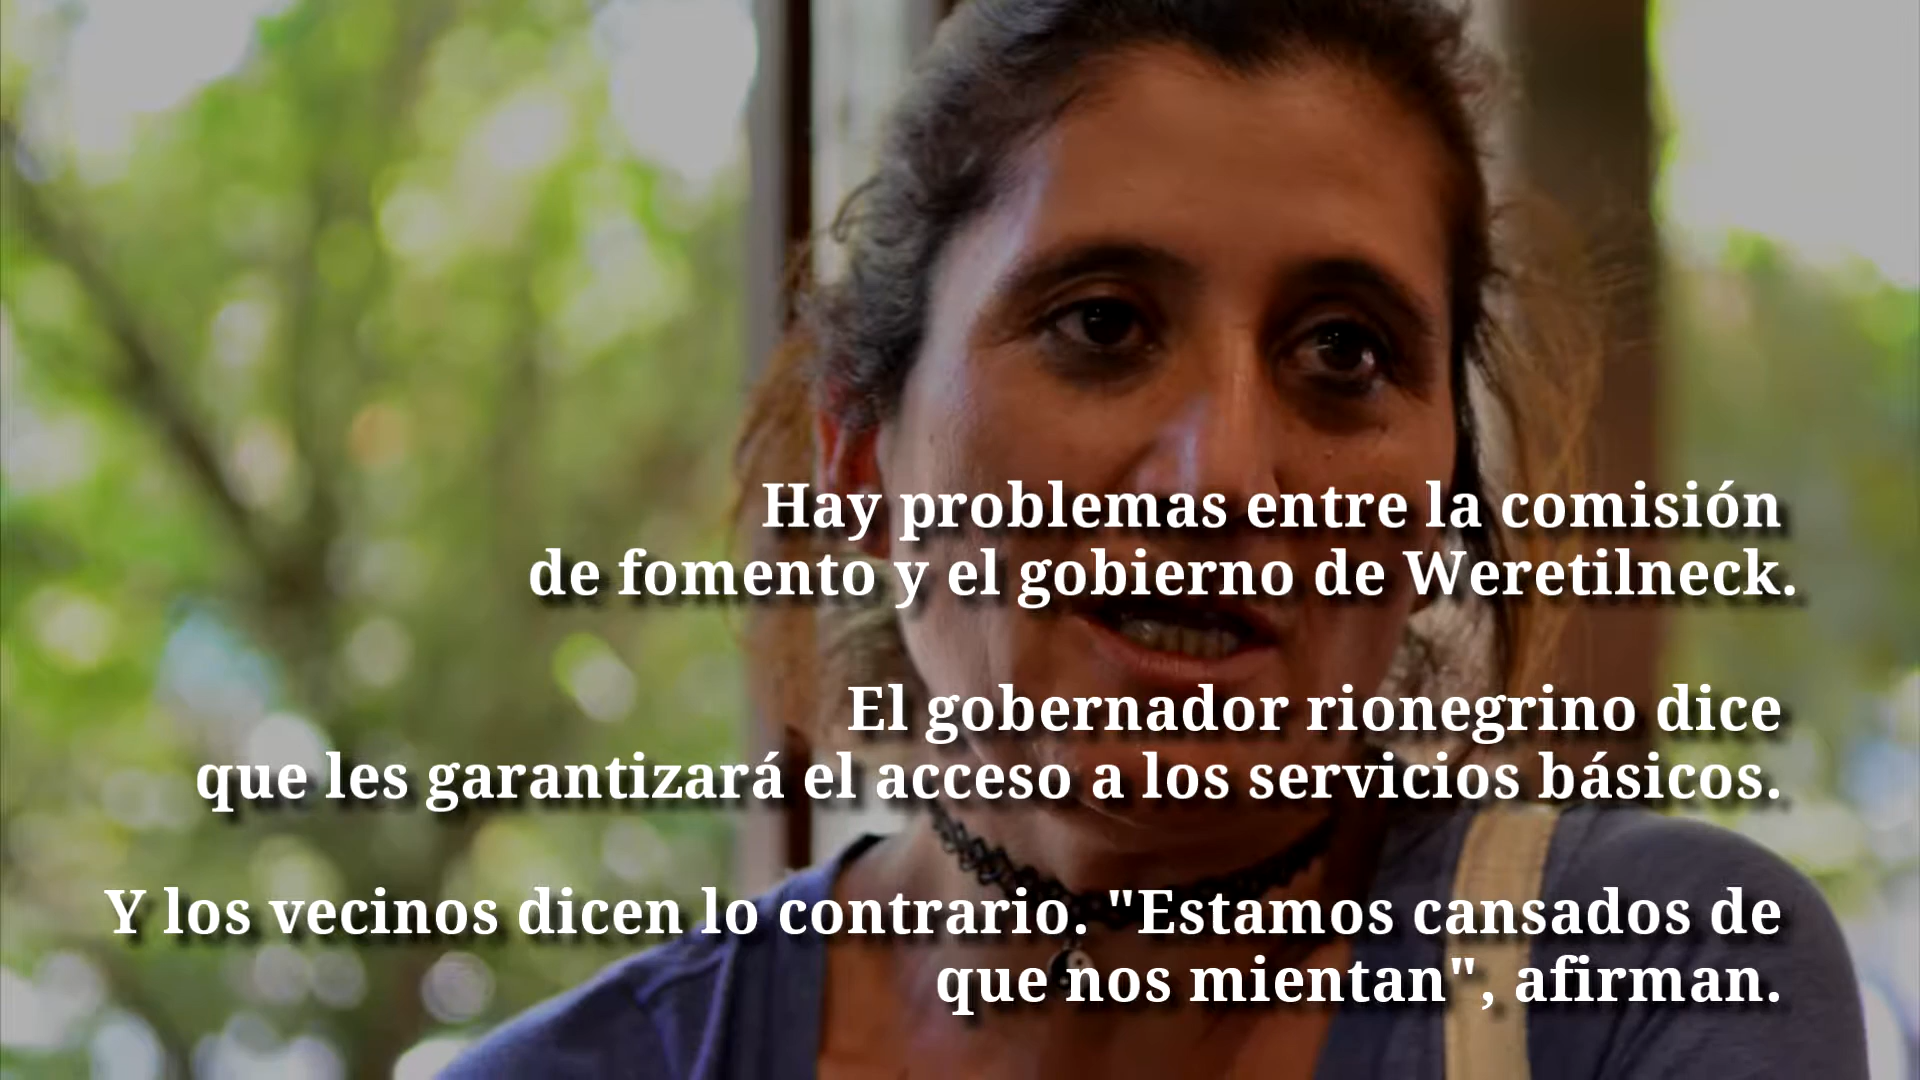 Hay problemas entre la comisión
de fomento y el gobierno de Weretilneck.
El gobernador rionegrino dice
que les garantizará el acceso a los servicios básicos.
Y los vecinos dicen lo contrario. "Estamos cansados de
que nos mientan", afirman.